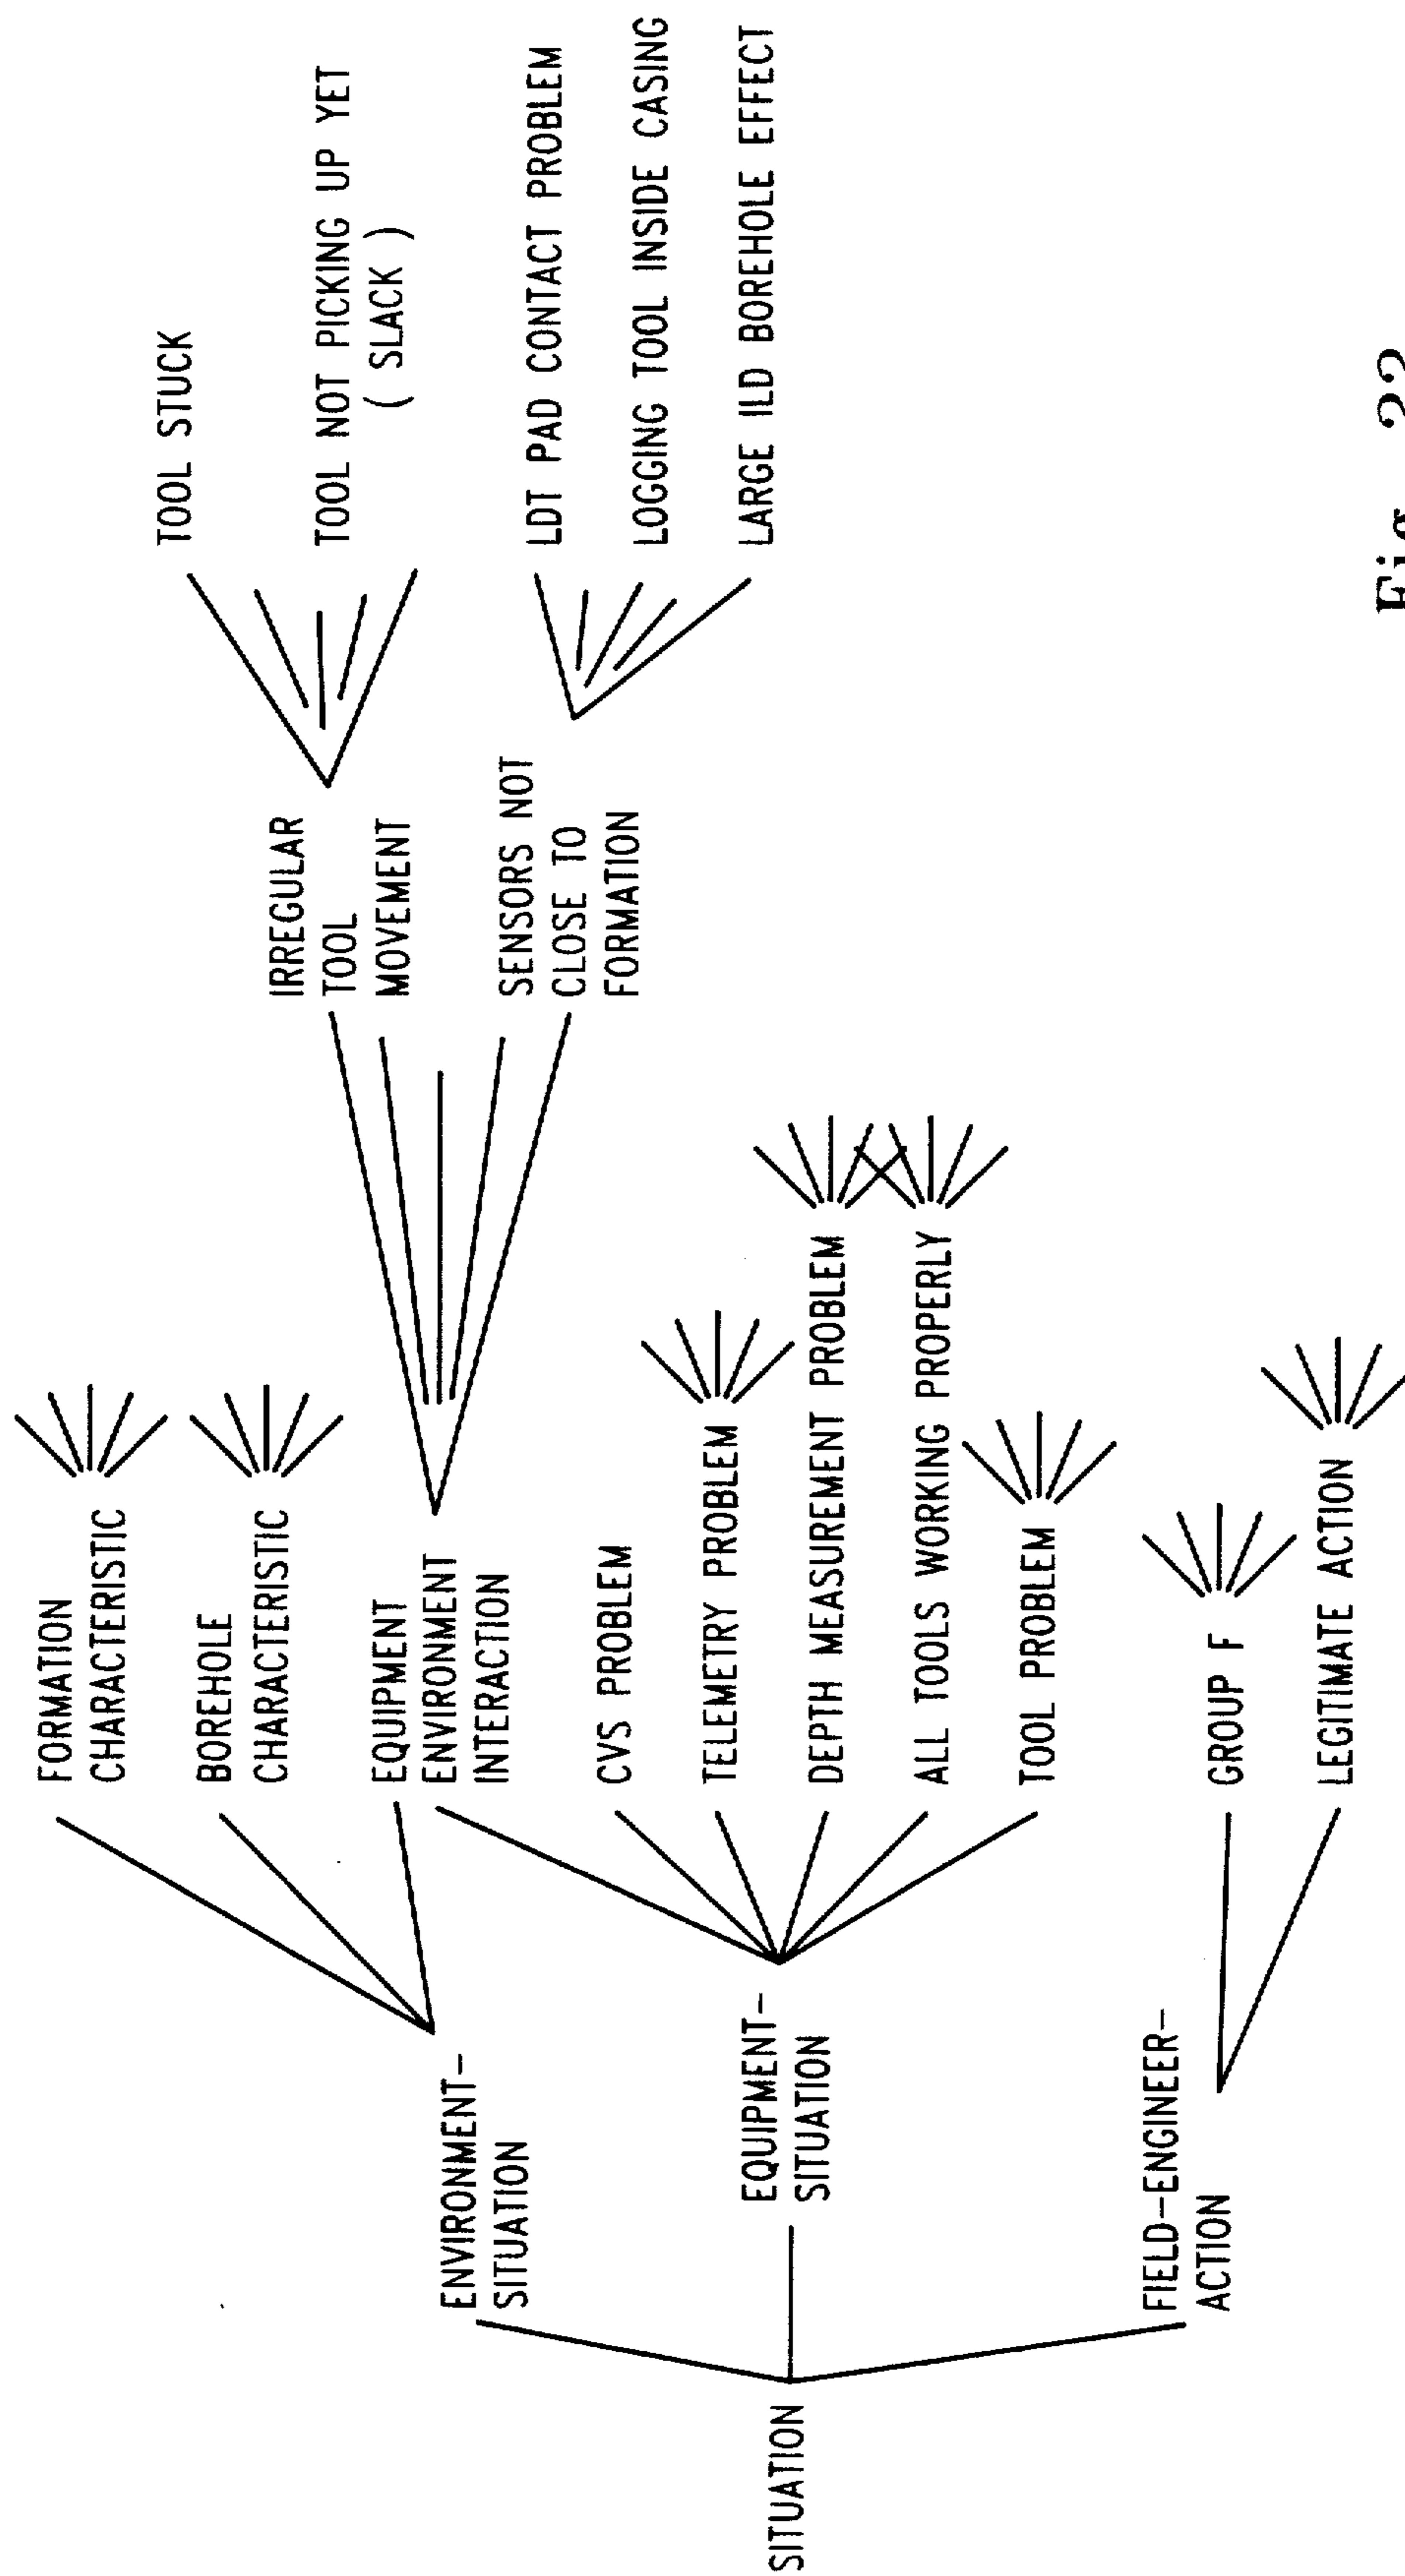 SITUATION
ENVIRONMENT-
SITUATION
EQUIPMENT-
SITUATION
FIELD-ENGINEER-
ACTION
FORMATION
CHARACTERISTIC
BOREHOLE
CHARACTERISTIC
EQUIPMENT
ENVIRONMENT
INTERACTION
CVS PROBLEM
TELEMETRY PROBLEM
DEPTH MEASUREMENT PROBLEM
ALL TOOLS WORKING PROPERLY
TOOL PROBLEM
GROUP F
LEGITIMATE ACTION
IRREGULAR
TOOL
MOVEMENT
SENSORS NOT
CLOSE TO
FORMATION
TOOL STUCK
TOOL NOT PICKING UP YET
( SLACK )
LDT PAD CONTACT PROBLEM
LOGGING TOOL INSIDE CASING
LARGE ILD BOREHOLE EFFECT
Fig.